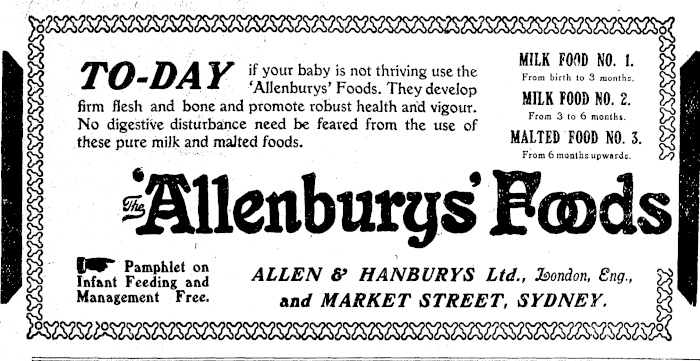 TO-DAY if your baby is not thriving use the
'Allenburys' Foods. They develop
firm flesh and bone and promote robust health and vigour.
No digestive disturbance need be feared from the use of
these pure milk and malted foods.
MILK FOOD NO. 1.
From birth to 3 months.
MILK FOOD NO. 2.
From 3 to 6 months.
MALTED FOOD NO. 3.
From 6 months upwards.
The 'Allenburys' Foods
Pamphlet on
Infant Feeding and
Management Free.
ALLEN & HANBURYS Ltd., London, Eng.,
and MARKET STREET, SYDNEY.